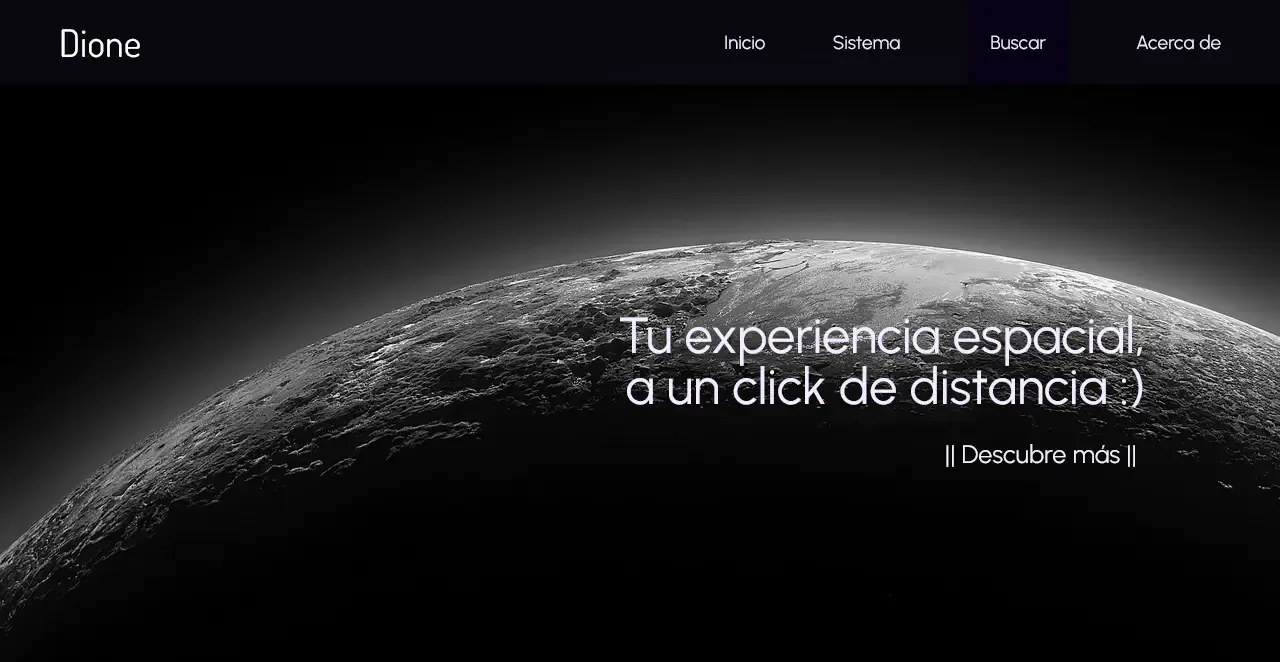 Dione
Inicio
Sistema
Buscar
Acerca de
Tu experiencia espacial,
a un click de distancia :)
|| Descubre más ||